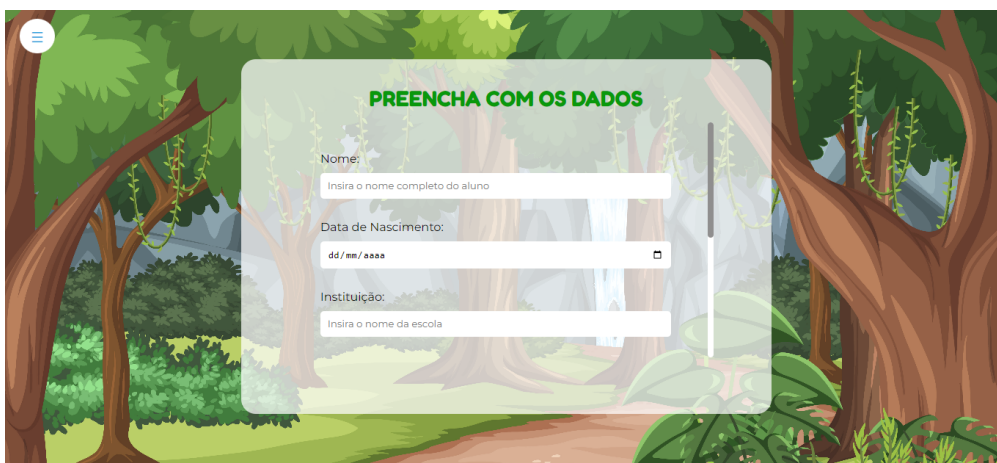 PREENCHA COM OS DADOS
Nome:
Insira o nome completo do aluno
Data de Nascimento:
dd/mm/aaaa
Instituição:
Insira o nome da escola